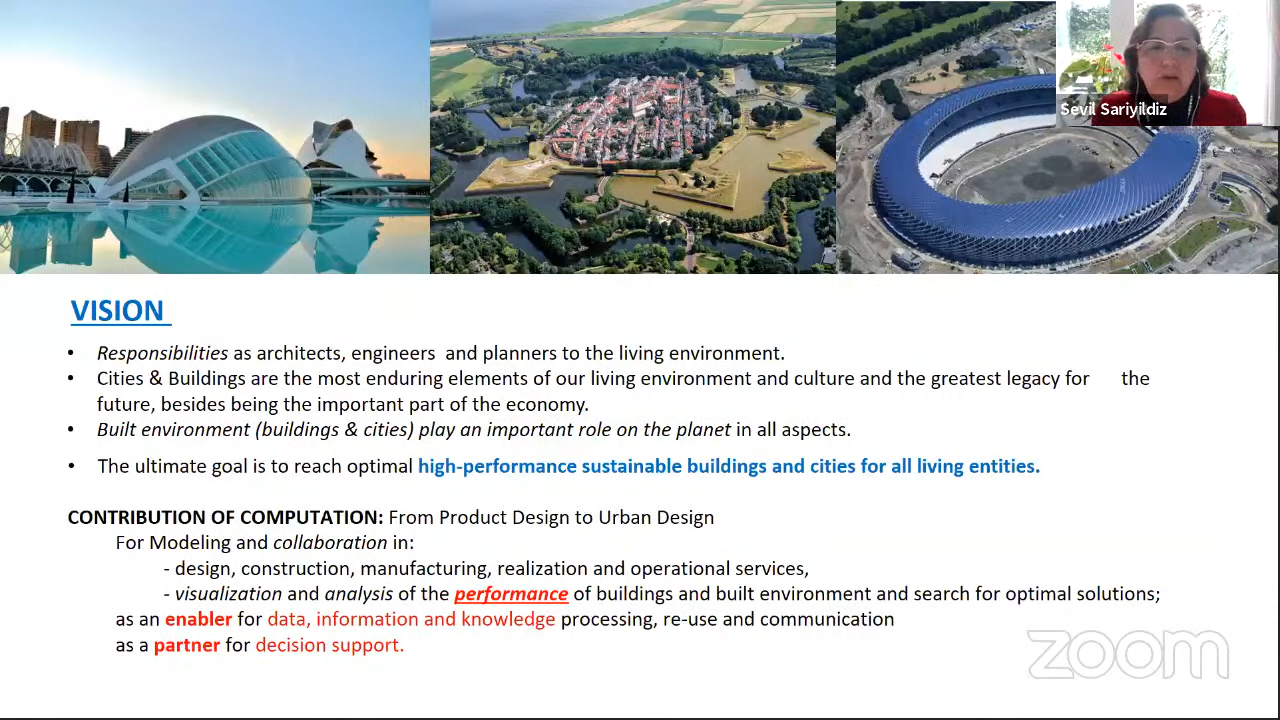 Sevil Sariyildiz
VISION
• Responsibilities as architects, engineers and planners to the living environment.
• Cities & Buildings are the most enduring elements of our living environment and culture and the greatest legacy for the
future, besides being the important part of the economy.
• Built environment (buildings & cities) play an important role on the planet in all aspects.
• The ultimate goal is to reach optimal high-performance sustainable buildings and cities for all living entities.
CONTRIBUTION OF COMPUTATION: From Product Design to Urban Design
For Modeling and collaboration in:
- design, construction, manufacturing, realization and operational services,
- visualization and analysis of the performance of buildings and built environment and search for optimal solutions;
as an enabler for data, information and knowledge processing, re-use and communication
as a partner for decision support.
zoom